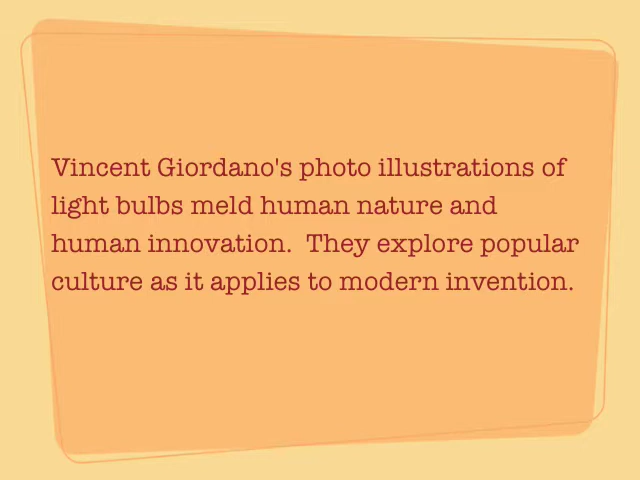 Vincent Giordano's photo illustrations of
light bulbs meld human nature and
human innovation.  They explore popular
culture as it applies to modern invention.